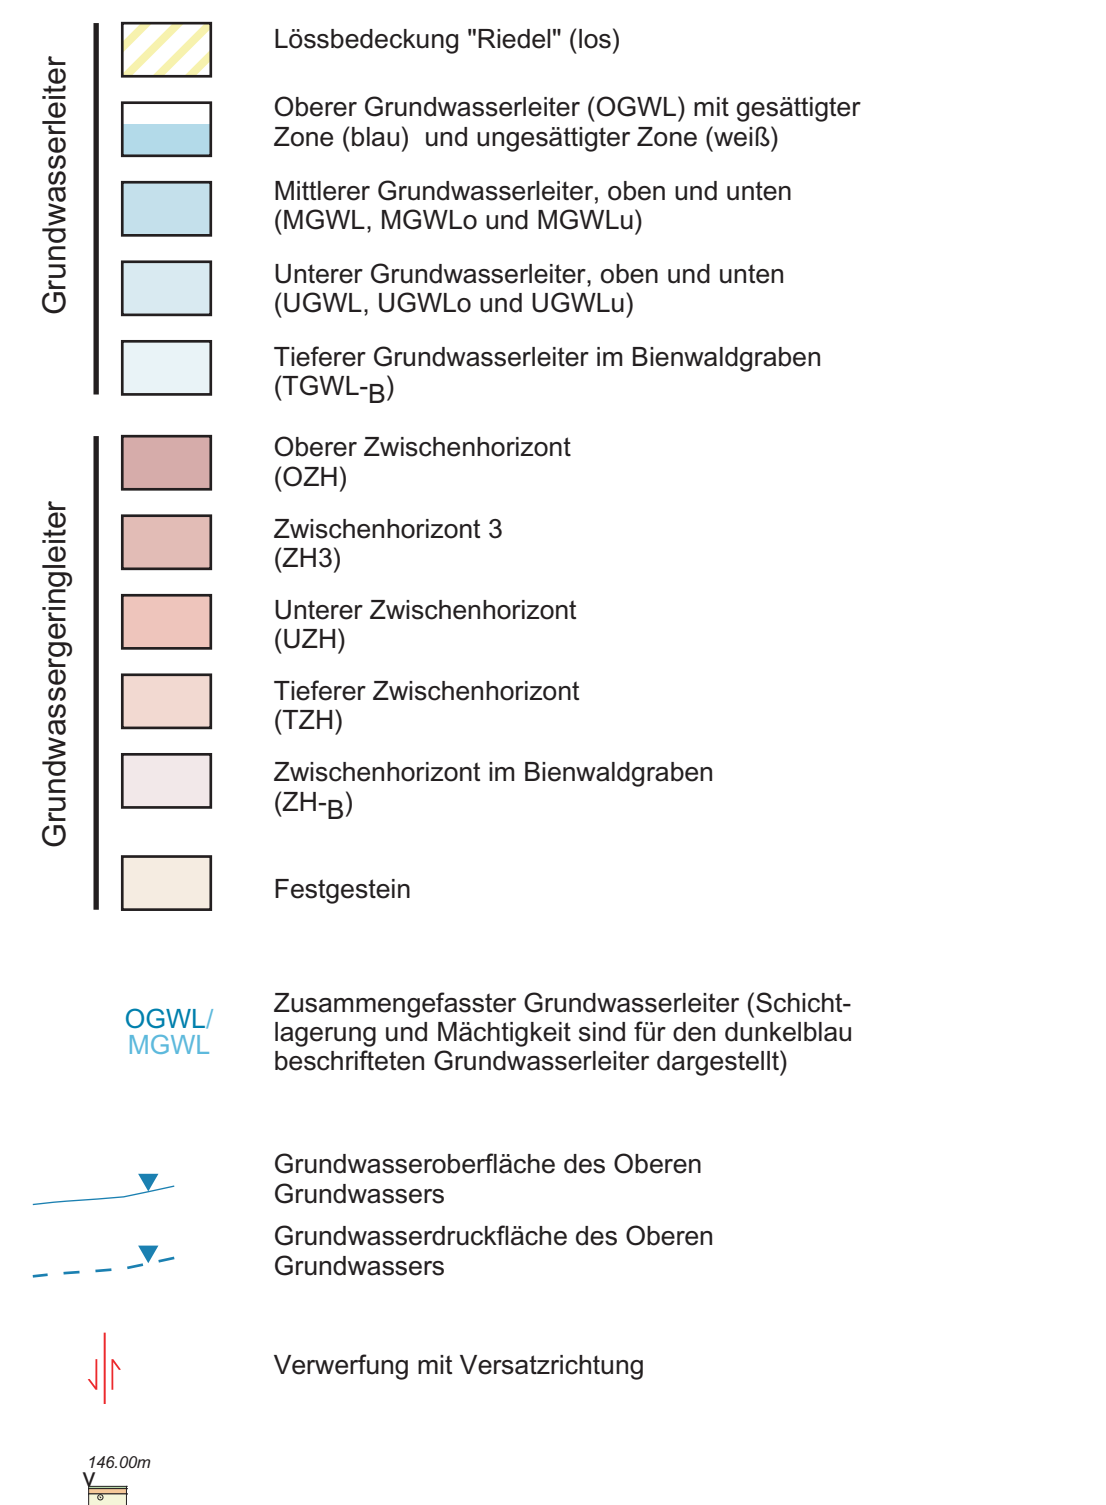 Grundwasserleiter
Lössbedeckung "Riedel" (los)
Oberer Grundwasserleiter (OGWL) mit gesättigter
Zone (blau) und ungesättigter Zone (weiß)
Mittlerer Grundwasserleiter, oben und unten
(MGWL, MGWLo und MGWLu)
Unterer Grundwasserleiter, oben und unten
(UGWL, UGWLo und UGWLu)
Tieferer Grundwasserleiter im Bienwaldgraben
(TGWL-B)
Grundwassergeringleiter
Oberer Zwischenhorizont
(OZH)
Zwischenhorizont 3
(ZH3)
Unterer Zwischenhorizont
(UZH)
Tieferer Zwischenhorizont
(TZH)
Zwischenhorizont im Bienwaldgraben
(ZH-B)
Festgestein
OGWL/
MGWL
Zusammengefasster Grundwasserleiter (Schicht-
lagerung und Mächtigkeit sind für den dunkelblau
beschrifteten Grundwasserleiter dargestellt)
Grundwasseroberfläche des Oberen
Grundwassers
Grundwasserdruckfläche des Oberen
Grundwassers
Verwerfung mit Versatzrichtung
146.00m